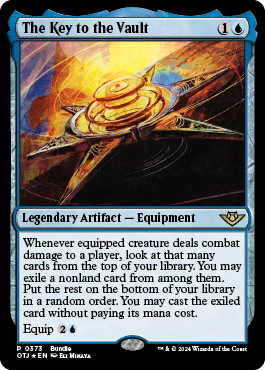 The Key to the Vault 1
Legendary Artifact — Equipment
Whenever equipped creature deals combat
damage to a player, look at that many
cards from the top of your library. You may
exile a nonland card from among them.
Put the rest on the bottom of your library
in a random order. You may cast the exiled
card without paying its mana cost.
Equip 2
P 0373 Bundle
OTJ ★ EN Eli Minaya
™ & © 2024 Wizards of the Coast